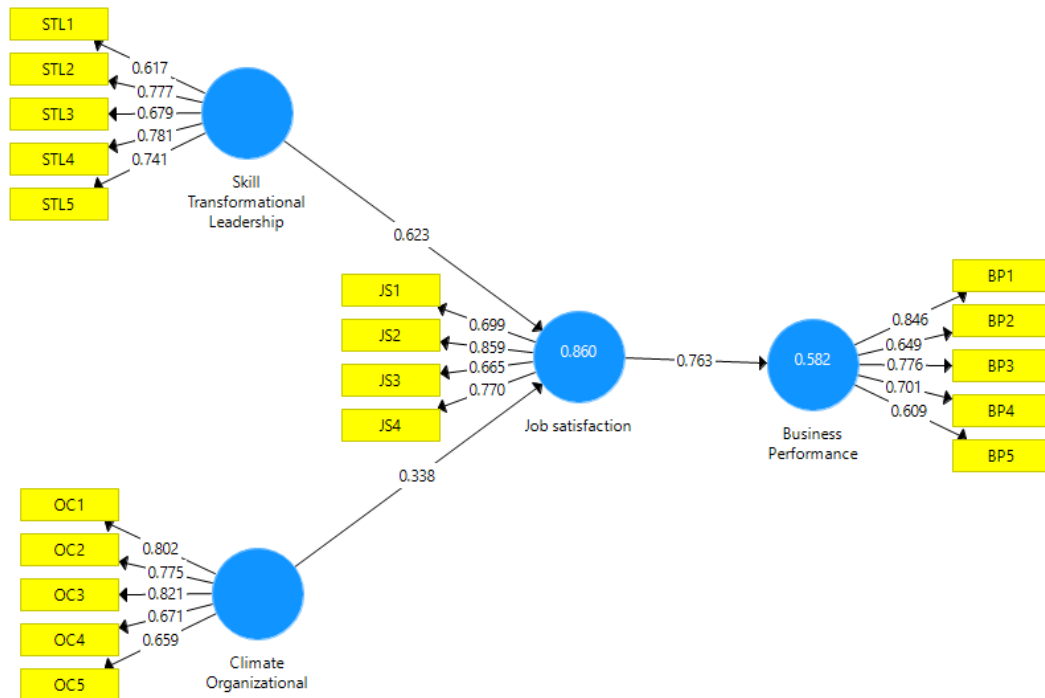 STL1
STL2
STL3
STL4
STL5
0.617
0.777
0.679
0.781
0.741
Skill
Transformational
Leadership
0.623
JS1
JS2
JS3
JS4
0.699
0.859
0.665
0.770
0.860
Job satisfaction
0.763
0.582
Business
Performance
0.846
0.649
0.776
0.701
0.609
BP1
BP2
BP3
BP4
BP5
0.338
OC1
OC2
OC3
OC4
OC5
0.802
0.775
0.821
0.671
0.659
Climate
Organizational